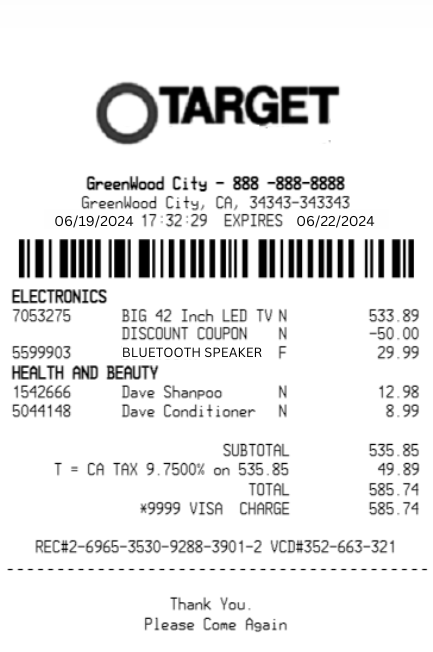 TARGET
GreenWood City - 888 -888-8888
GreenWood City, CA, 34343-343343
06/19/2024 17:32:29 EXPIRES 06/22/2024
ELECTRONICS
7053275 BIG 42 Inch LED TV N 533.89
DISCOUNT COUPON N -50.00
5599903 BLUETOOTH SPEAKER F 29.99
HEALTH AND BEAUTY
1542666 Dave Shanpoo N 12.98
5044148 Dave Conditioner N 8.99
SUBTOTAL 535.85
T = CA TAX 9.7500% on 535.85 49.89
TOTAL 585.74
*9999 VISA CHARGE 585.74
REC#2-6965-3530-9288-3901-2 VCD#352-663-321
Thank You.
Please Come Again